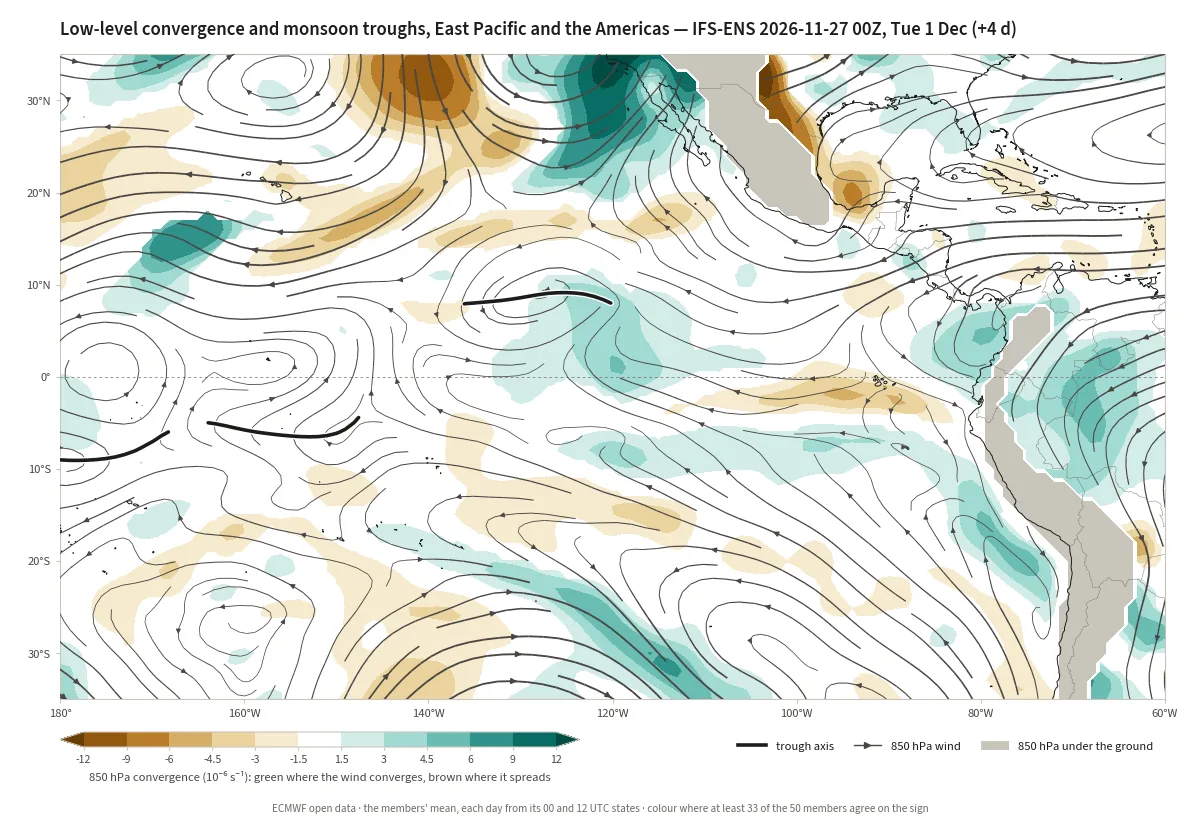 Low-level convergence and monsoon troughs, East Pacific and the Americas — IFS-ENS 2026-11-27 00Z, Tue 1 Dec (+4 d)
30°N
20°N
10°N
0°
10°S
20°S
30°S
180° 160°W 140°W 120°W 100°W 80°W 60°W
-12 -9 -6 -4.5 -3 -1.5 1.5 3 4.5 6 9 12
850 hPa convergence (10⁻⁶ s⁻¹): green where the wind converges, brown where it spreads
trough axis 850 hPa wind 850 hPa under the ground
ECMWF open data · the members' mean, each day from its 00 and 12 UTC states · colour where at least 33 of the 50 members agree on the sign